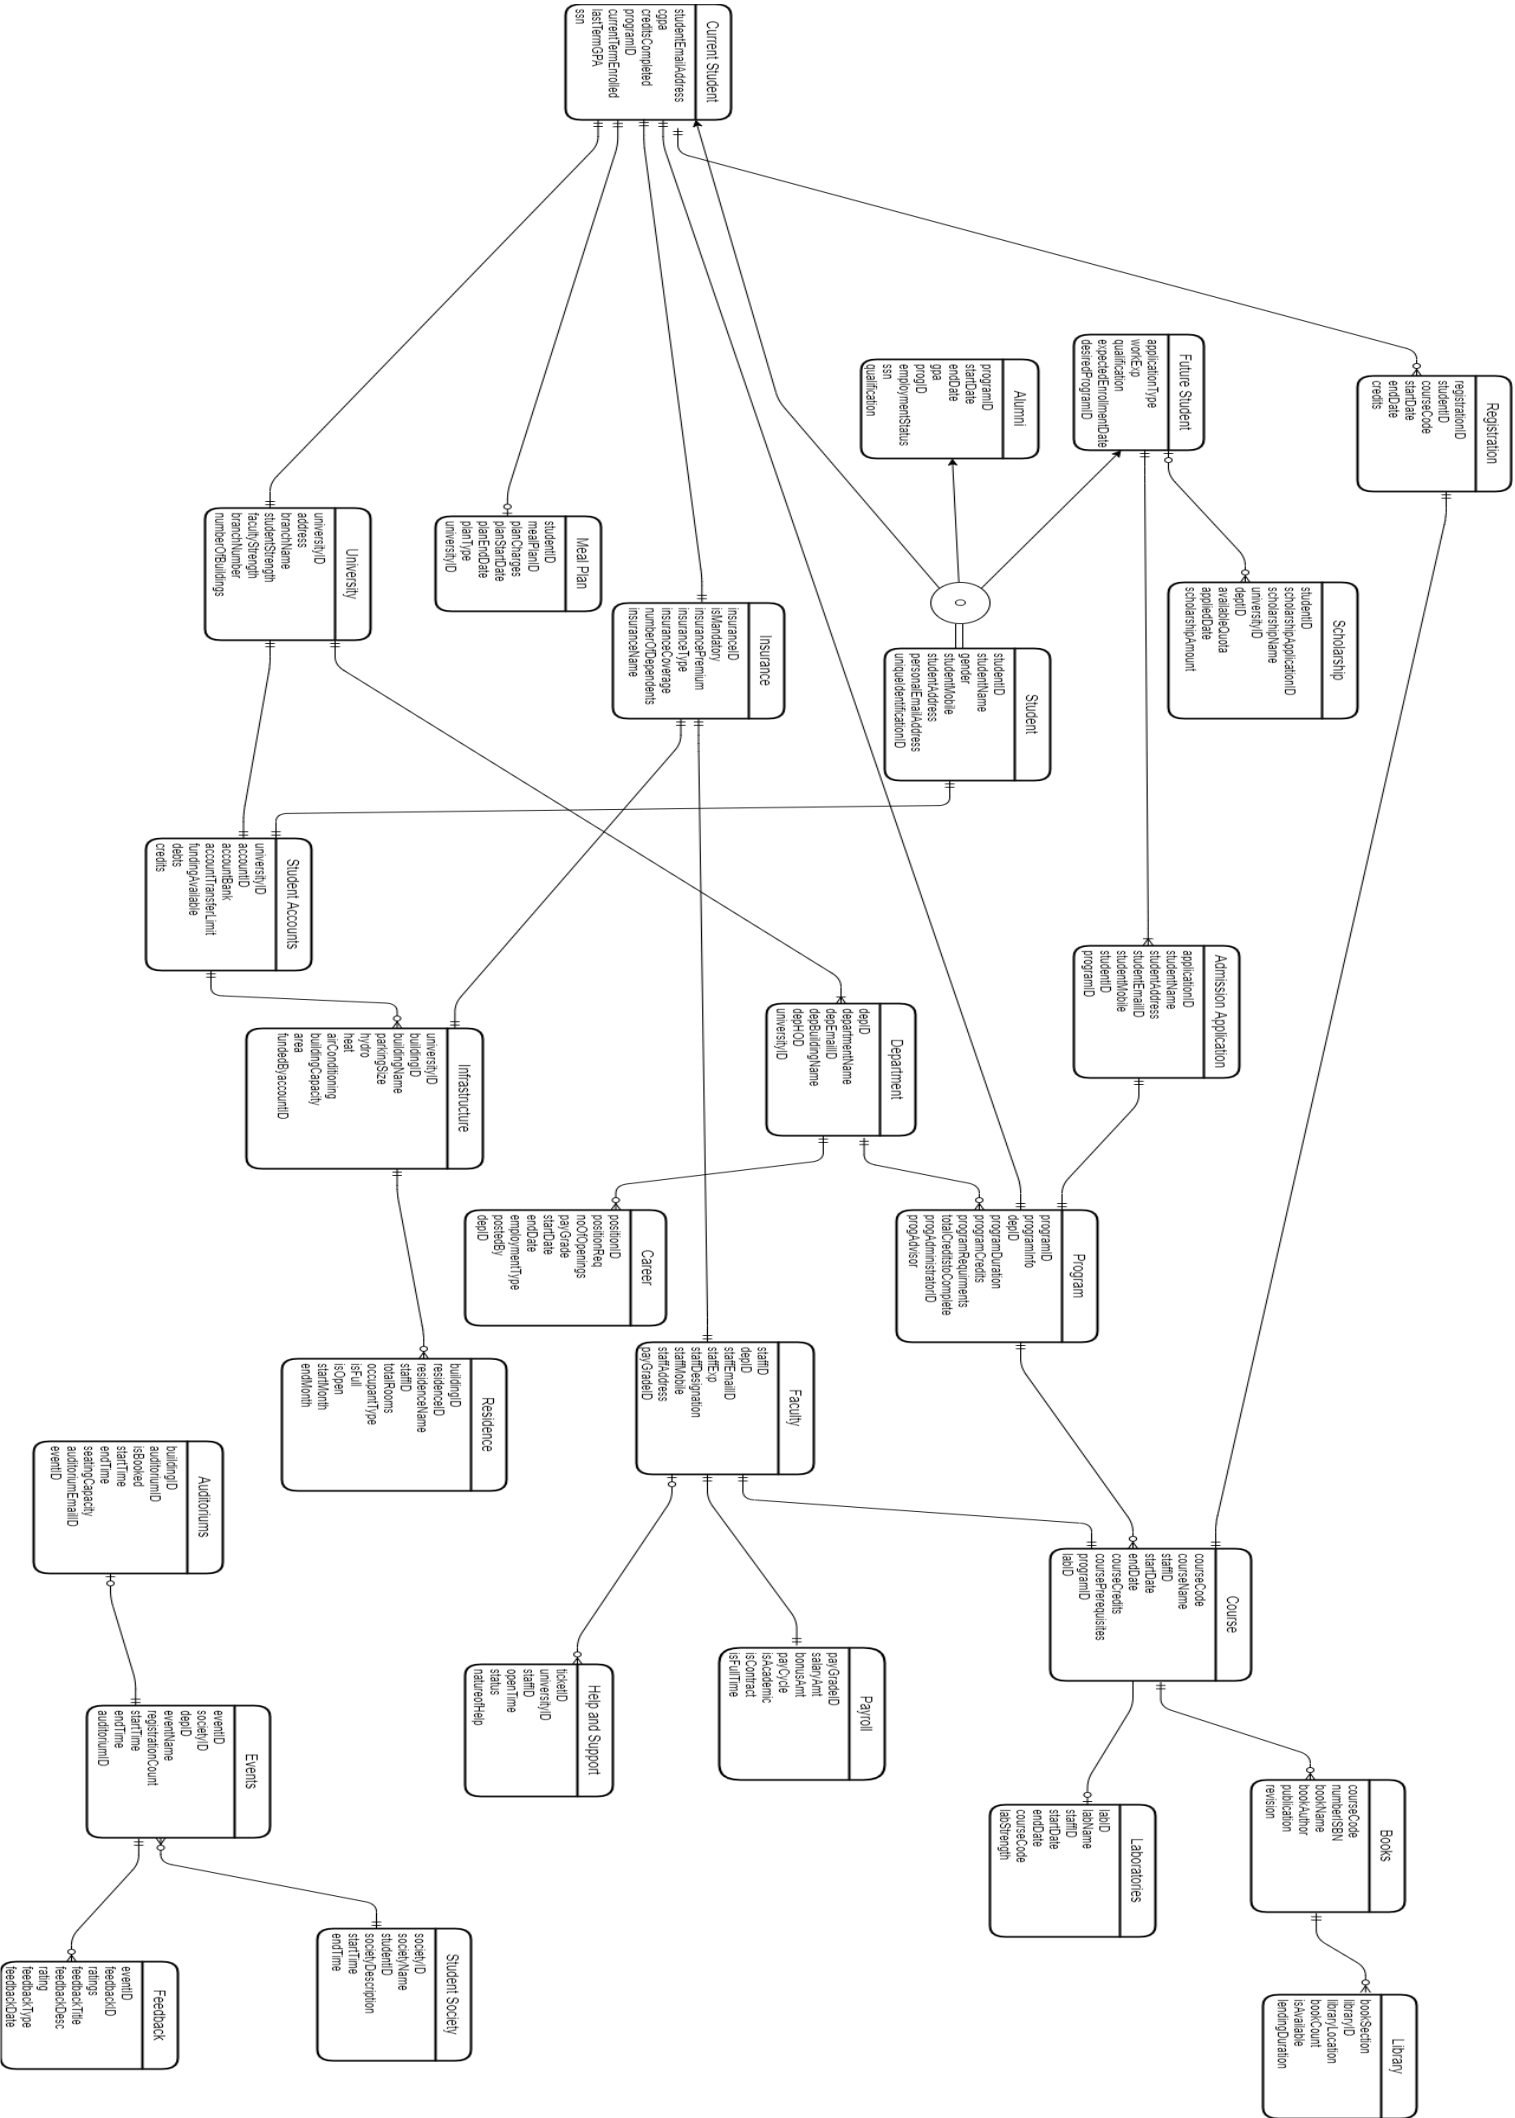 Registration
registrationID
studentID
courseCode
startDate
endDate
credits
Library
bookSection
libraryID
libraryLocation
bookCount
isAvailable
lendingDuration
Books
courseCode
numberISBN
bookName
bookAuthor
publication
revision
Scholarship
studentID
scholarshipApplicationID
scholarshipName
universityID
deptID
availableQuota
appliedDate
scholarshipAmount
Course
courseCode
courseName
staffID
startDate
endDate
courseCredits
coursePrerequisites
programID
labID
Admission Application
applicationID
studentName
studentAddress
studentEmailID
studentMobile
studentID
programID
Future Student
applicationType
workExp
qualification
expectedEnrollmentDate
desiredProgramID
Laboratories
labID
labName
staffID
startDate
endDate
courseCode
labStrength
Program
programID
programInfo
depID
programDuration
programCredits
programRequirments
totalCreditstoComplete
progAdministratorID
progAdvisor
Student
studentID
studentName
gender
studentMobile
studentAddress
personalEmailAddress
uniqueIdentificationID
Alumni
programID
startDate
endDate
gpa
progID
employmentStatus
ssn
qualification
O
Department
depID
departmentName
depEmailID
depBuildingName
depHOD
universityID
Payroll
payGradeID
salaryAmt
bonusAmt
payCycle
isAcademic
isContract
isFullTime
Faculty
staffID
depID
staffEmailID
staffExp
staffDesignation
staffMobile
staffAddress
payGradeID
Insurance
insuranceID
isMandatory
insurancePremium
insuranceType
insuranceCoverage
numberOfDependents
insuranceName
Current Student
studentEmailAddress
cgpa
creditsCompleted
programID
currentTermEnrolled
lastTermGPA
ssn
Career
positionID
positionReq
noOfOpenings
payGrade
startDate
endDate
employmentType
postedBy
depID
Help and Support
ticketID
universityID
staffID
openTime
status
natureofHelp
Meal Plan
studentID
mealPlanID
planCharges
planStartDate
planEndDate
planType
universityID
Residence
buildingID
residenceID
residenceName
staffID
totalRooms
occupantType
isFull
isOpen
startMonth
endMonth
Infrastructure
universityID
buildingID
buildingName
parkingSize
hydro
heat
airConditioning
buildingCapacity
area
fundedByaccountID
Student Society
societyID
societyName
studentID
societyDescription
startTime
endTime
University
universityID
address
branchName
studentStrength
facultyStrength
branchNumber
numberOfBuildings
Student Accounts
universityID
accountID
accountBank
accountTransferLimit
fundingAvailable
debts
credits
Events
eventID
societyID
depID
eventName
registrationCount
startTime
endTime
auditoriumID
Auditoriums
buildingID
auditoriumID
isBooked
startTime
endTime
seatingCapacity
auditoriumEmailID
eventID
Feedback
eventID
feedbackID
ratings
feedbackTitle
feedbackDesc
rating
feedbackType
feedbackDate